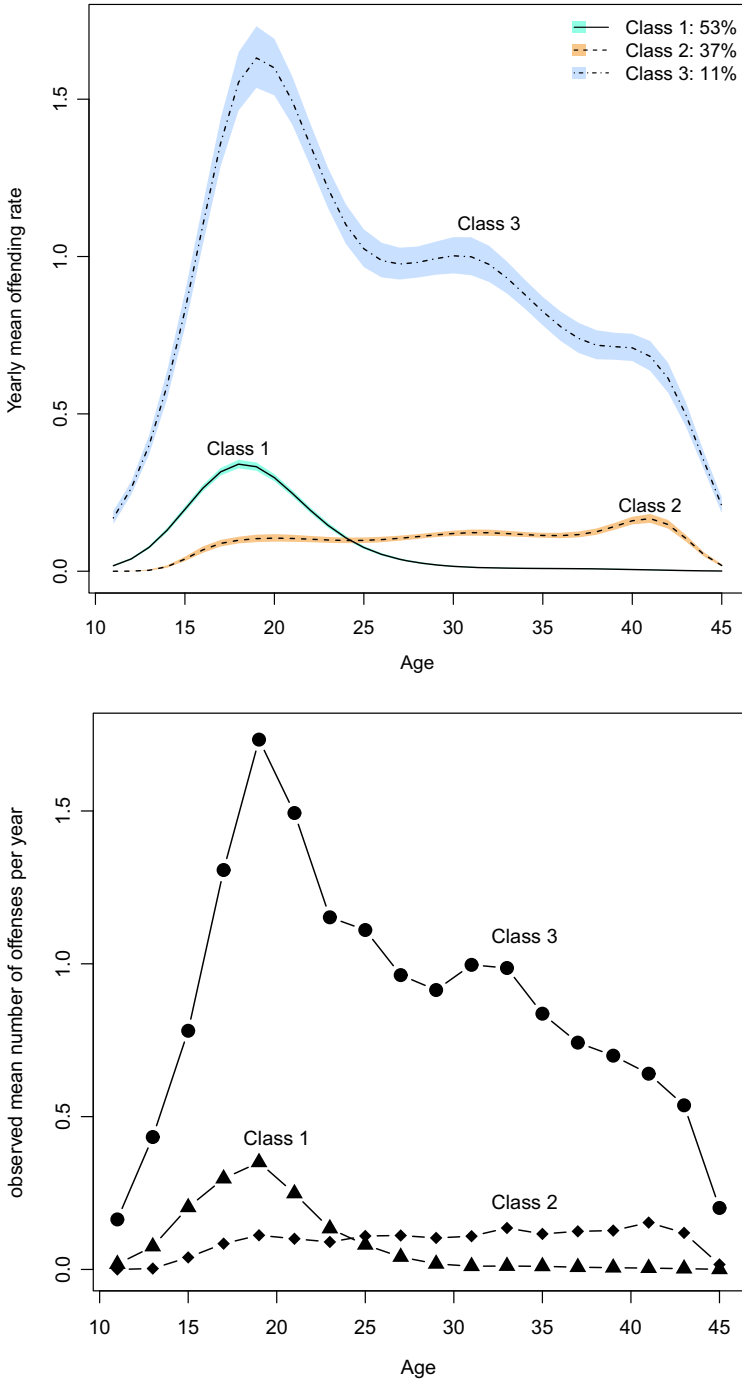 Class 1: 53%
Class 2: 37%
Class 3: 11%
1.5
Class 3
1.0
Yearly mean offending rate
0.5
Class 1
Class 2
0.0
10 15 20 25 30 35 40 45
Age
1.5
observed mean number of offenses per year
Class 3
1.0
0.5
Class 1
Class 2
0.0
10 15 20 25 30 35 40 45
Age